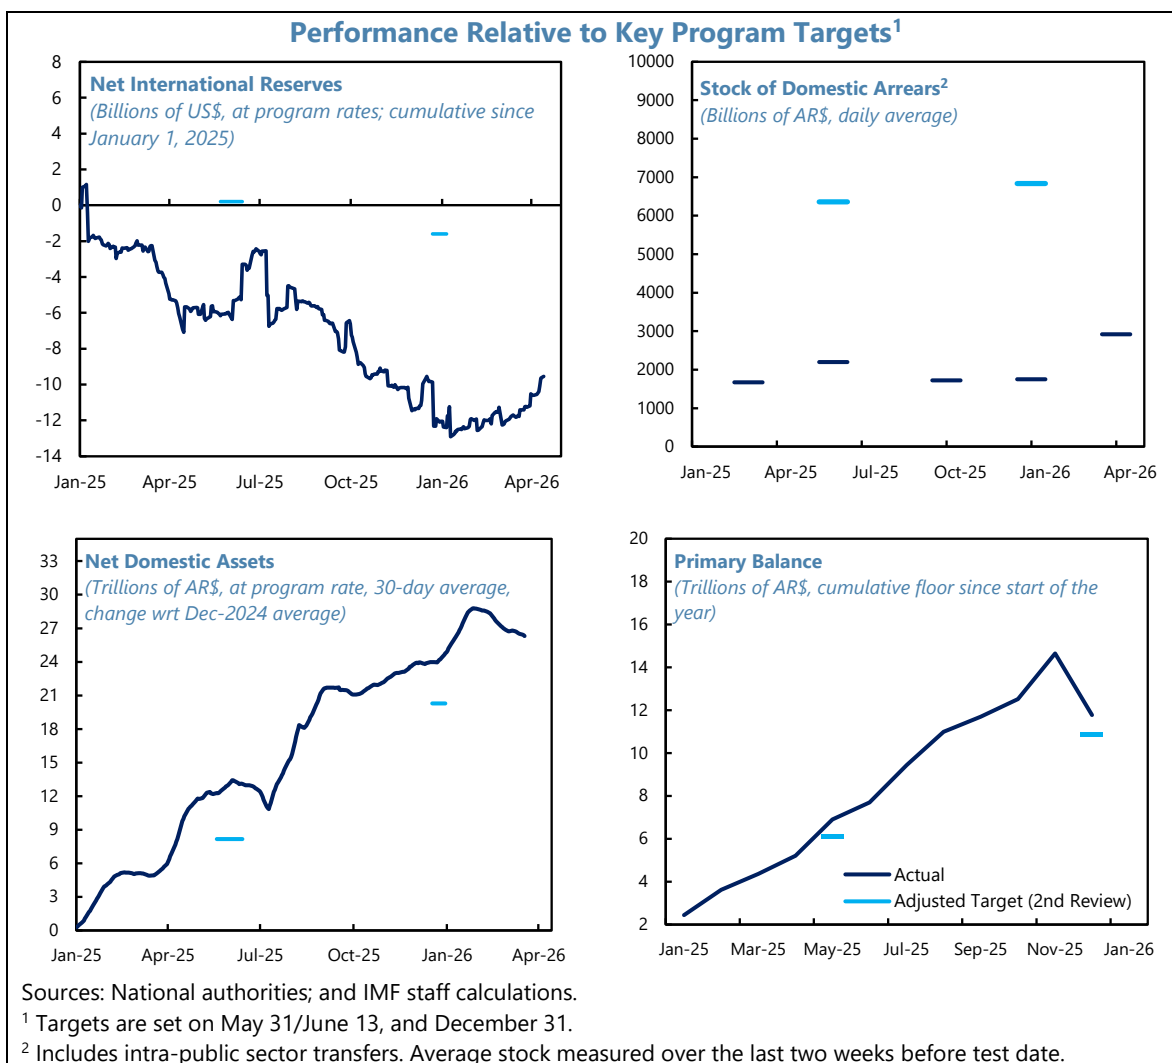 Performance Relative to Key Program Targets¹
8
6
4
2
0
-2
-4
-6
-8
-10
-12
-14
Net International Reserves
(Billions of US$, at program rates; cumulative since
January 1, 2025)
Jan-25 Apr-25 Jul-25 Oct-25 Jan-26 Apr-26
10000
9000
8000
7000
6000
5000
4000
3000
2000
1000
0
Stock of Domestic Arrears²
(Billions of AR$, daily average)
Jan-25 Apr-25 Jul-25 Oct-25 Jan-26 Apr-26
33
30
27
24
21
18
15
12
9
6
3
0
Net Domestic Assets
(Trillions of AR$, at program rate, 30-day average,
change wrt Dec-2024 average)
Jan-25 Apr-25 Jul-25 Oct-25 Jan-26 Apr-26
20
18
16
14
12
10
8
6
4
2
Primary Balance
(Trillions of AR$, cumulative floor since start of the
year)
Actual
Adjusted Target (2nd Review)
Jan-25 Mar-25 May-25 Jul-25 Sep-25 Nov-25 Jan-26
Sources: National authorities; and IMF staff calculations.
¹ Targets are set on May 31/June 13, and December 31.
² Includes intra-public sector transfers. Average stock measured over the last two weeks before test date.